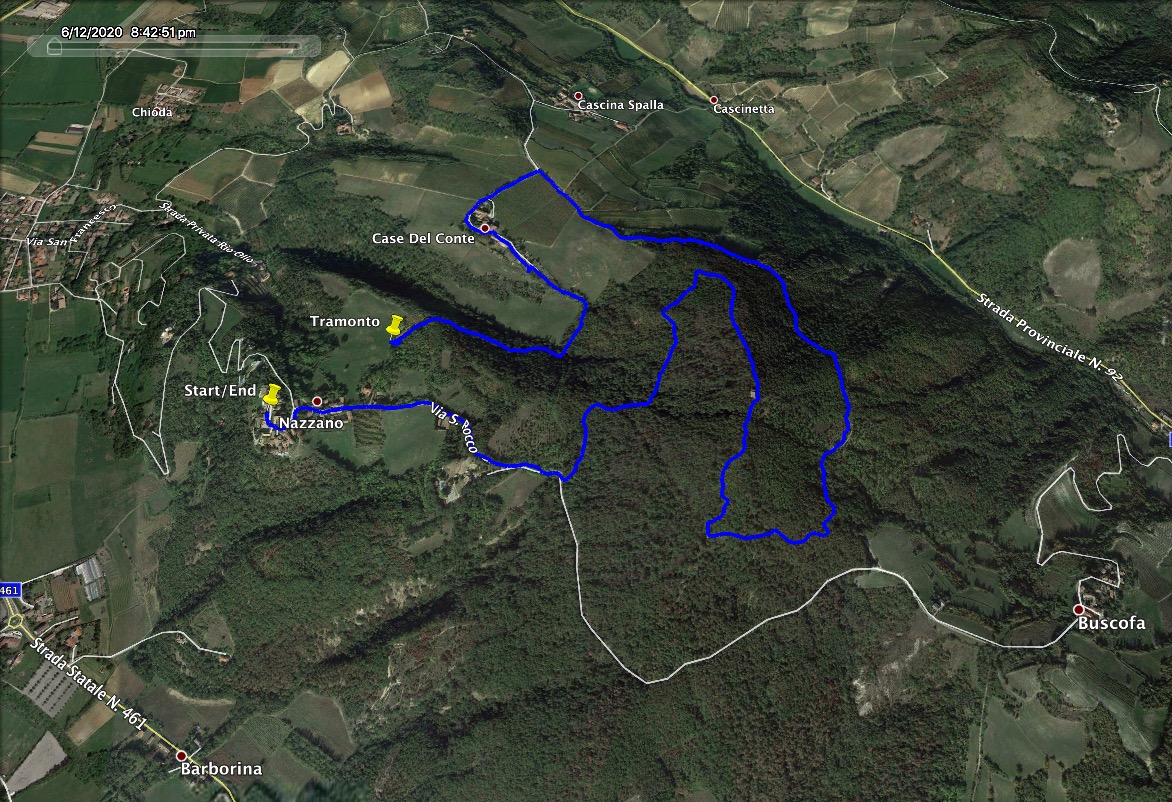 6/12/2020 8:42:51 pm
Cascina Spalla
Cascinetta
Chioda
Strada Privata Rio Olio
Via San Francesco
Case Del Conte
Strada Provinciale N. 92
Tramonto
Start/End
Nazzano
Via S. Rocco
461
Buscofa
Strada Statale N. 461
Barborina